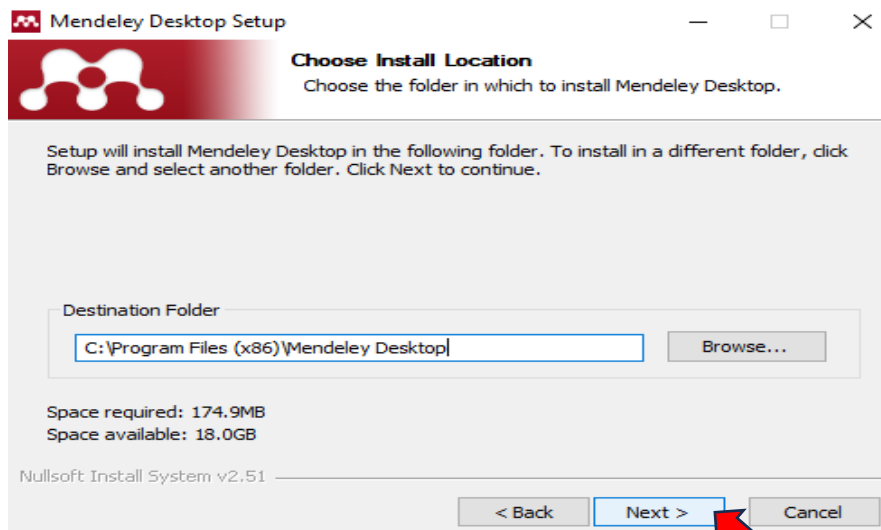 Mendeley Desktop Setup
Choose Install Location
Choose the folder in which to install Mendeley Desktop.
Setup will install Mendeley Desktop in the following folder. To install in a different folder, click
Browse and select another folder. Click Next to continue.
Destination Folder
C:\Program Files (x86)\Mendeley Desktop
Browse...
Space required: 174.9MB
Space available: 18.0GB
Nullsoft Install System v2.51
< Back Next > Cancel